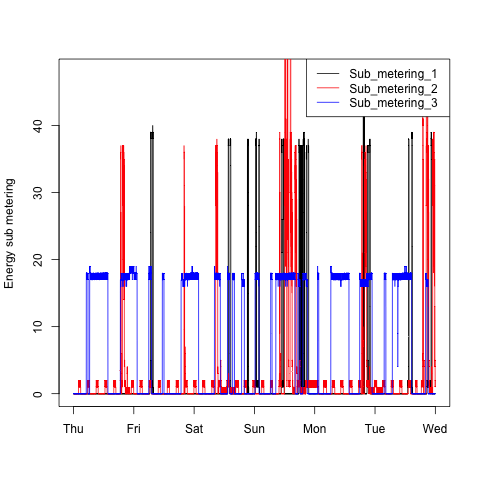 Sub_metering_1
Sub_metering_2
Sub_metering_3
Energy sub metering
40
30
20
10
0
Thu Fri Sat Sun Mon Tue Wed